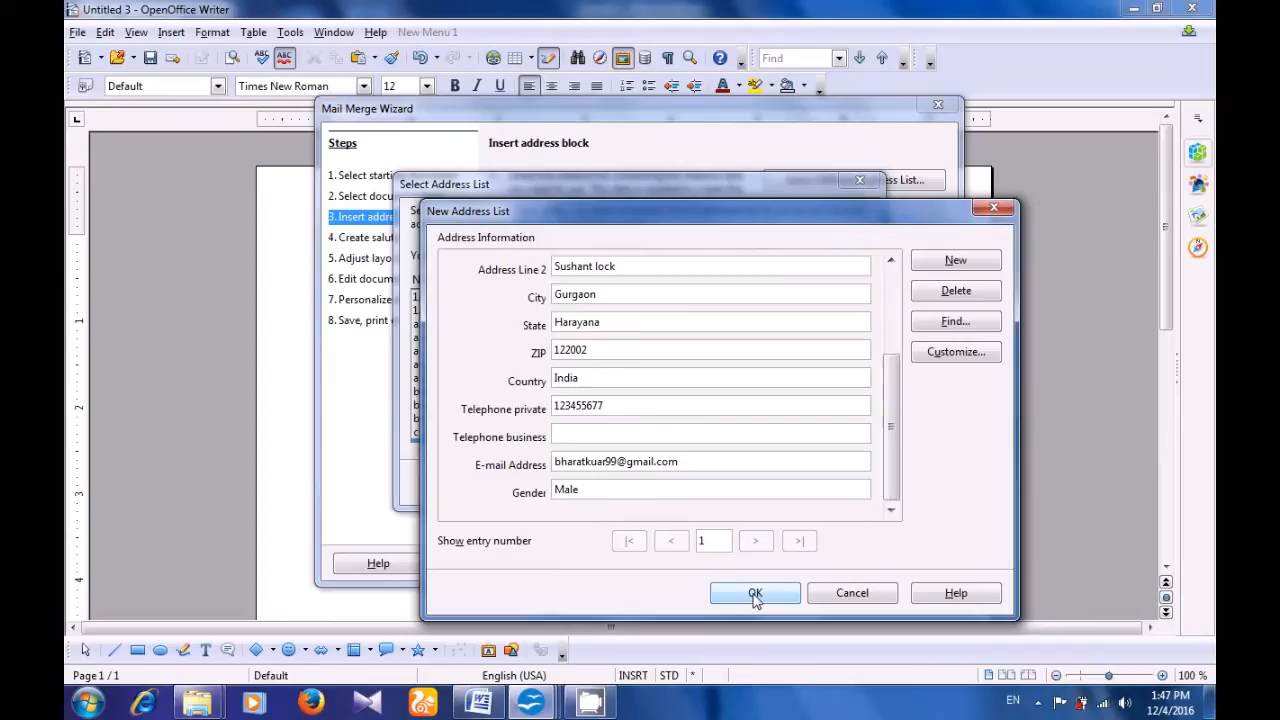 Untitled 3 - OpenOffice Writer
File Edit View Insert Format Table Tools Window Help New Menu 1
Find
Default Times New Roman 12
Mail Merge Wizard
Steps
Insert address block
1. Select starti
ss List...
Select Address List
2. Select docu
New Address List
3. Insert addre
Address Information
4. Create salut
Address Line 2 Sushant lock New
5. Adjust layo
City Gurgaon Delete
6. Edit docum
State Harayana Find...
7. Personalize
ZIP 122002 Customize...
8. Save, print
Country India
Telephone private 123455677
Telephone business
E-mail Address bharatkuar99@gmail.com
Gender Male
Show entry number |< < 1 > >|
Help
OK Cancel Help
Page 1 / 1 Default English (USA) INSRT STD * 100 %
EN 1:47 PM
12/4/2016